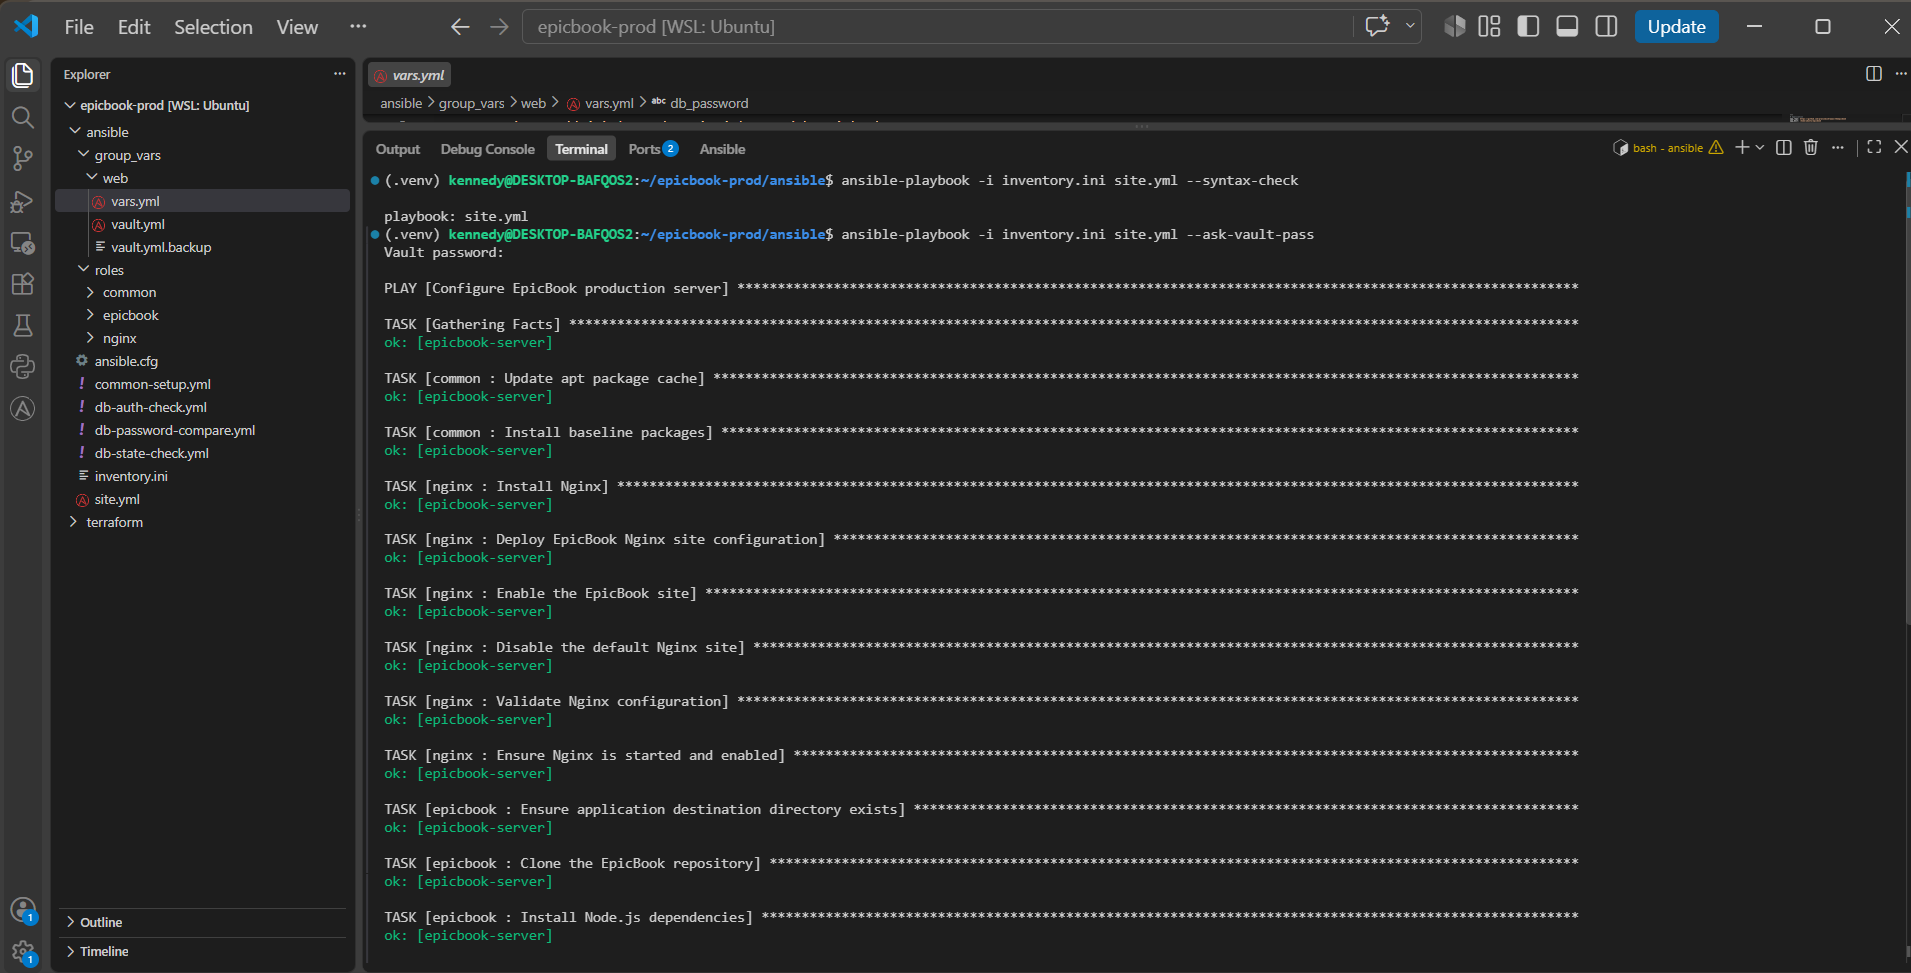 File Edit Selection View ···
epicbook-prod [WSL: Ubuntu]
Update
Explorer
epicbook-prod [WSL: Ubuntu]
ansible
group_vars
web
vars.yml
vault.yml
vault.yml.backup
roles
common
epicbook
nginx
ansible.cfg
common-setup.yml
db-auth-check.yml
db-password-compare.yml
db-state-check.yml
inventory.ini
site.yml
terraform
Outline
Timeline
1
1
vars.yml
ansible > group_vars > web > vars.yml > abc db_password
Output Debug Console Terminal Ports 2 Ansible
bash - ansible
(.venv) kennedy@DESKTOP-BAFQOS2:~/epicbook-prod/ansible$ ansible-playbook -i inventory.ini site.yml --syntax-check
playbook: site.yml
(.venv) kennedy@DESKTOP-BAFQOS2:~/epicbook-prod/ansible$ ansible-playbook -i inventory.ini site.yml --ask-vault-pass
Vault password:
PLAY [Configure EpicBook production server] *********************************************************************************************************
TASK [Gathering Facts] ******************************************************************************************************************************
ok: [epicbook-server]
TASK [common : Update apt package cache] ************************************************************************************************************
ok: [epicbook-server]
TASK [common : Install baseline packages] ***********************************************************************************************************
ok: [epicbook-server]
TASK [nginx : Install Nginx] ************************************************************************************************************************
ok: [epicbook-server]
TASK [nginx : Deploy EpicBook Nginx site configuration] *********************************************************************************************
ok: [epicbook-server]
TASK [nginx : Enable the EpicBook site] *************************************************************************************************************
ok: [epicbook-server]
TASK [nginx : Disable the default Nginx site] *******************************************************************************************************
ok: [epicbook-server]
TASK [nginx : Validate Nginx configuration] *********************************************************************************************************
ok: [epicbook-server]
TASK [nginx : Ensure Nginx is started and enabled] **************************************************************************************************
ok: [epicbook-server]
TASK [epicbook : Ensure application destination directory exists] ***********************************************************************************
ok: [epicbook-server]
TASK [epicbook : Clone the EpicBook repository] *****************************************************************************************************
ok: [epicbook-server]
TASK [epicbook : Install Node.js dependencies] ******************************************************************************************************
ok: [epicbook-server]